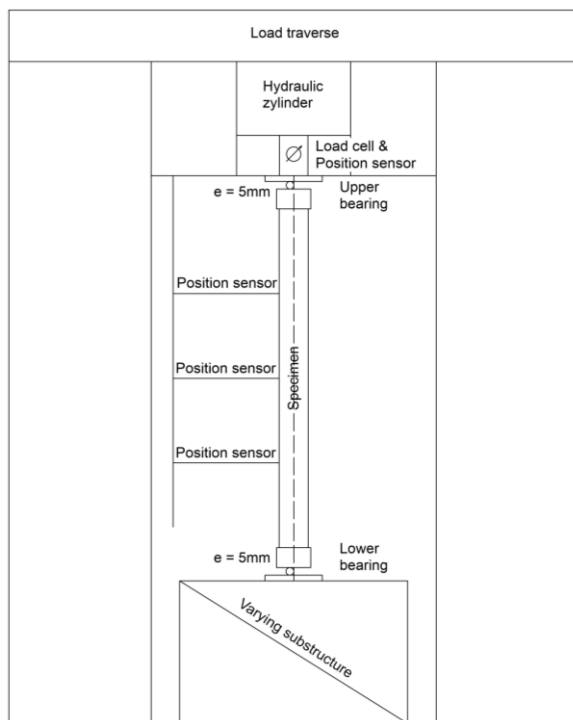 Load traverse
Hydraulic
zylinder
Load cell &
Position sensor
e = 5mm
Upper
bearing
Position sensor
Position sensor
Specimen
Position sensor
e = 5mm
Lower
bearing
Varying substructure